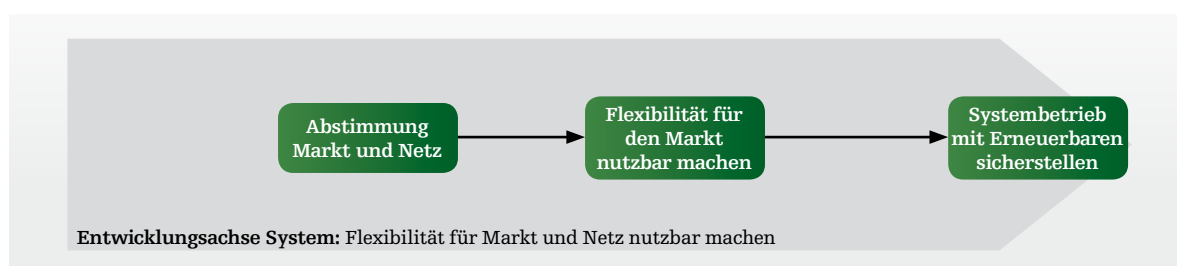 Abstimmung
Markt und Netz
Flexibilität für
den Markt
nutzbar machen
Systembetrieb
mit Erneuerbaren
sicherstellen
Entwicklungsachse System: Flexibilität für Markt und Netz nutzbar machen